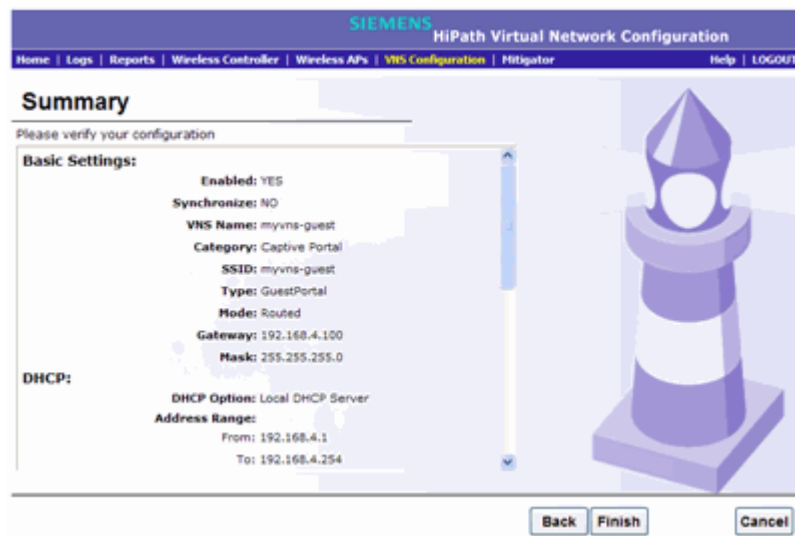 SIEMENS
HiPath Virtual Network Configuration
Home | Logs | Reports | Wireless Controller | Wireless APs | VNS Configuration | Mitigator Help | LOGOUT
Summary
Please verify your configuration
Basic Settings:
Enabled: YES
Synchronize: NO
VNS Name: myvns-guest
Category: Captive Portal
SSID: myvns-guest
Type: GuestPortal
Mode: Routed
Gateway: 192.168.4.100
Mask: 255.255.255.0
DHCP:
DHCP Option: Local DHCP Server
Address Range:
From: 192.168.4.1
To: 192.168.4.254
Back Finish Cancel